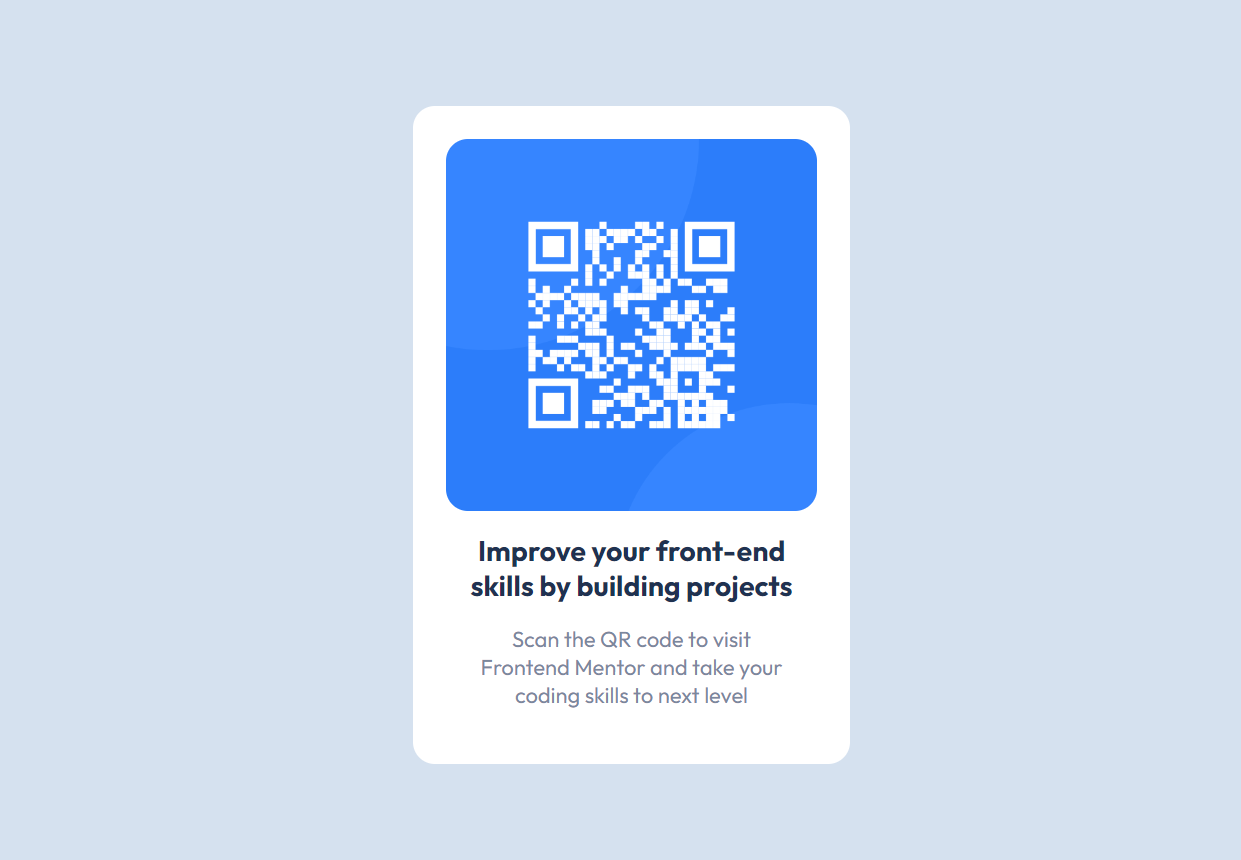 Improve your front-end
skills by building projects
Scan the QR code to visit
Frontend Mentor and take your
coding skills to next level